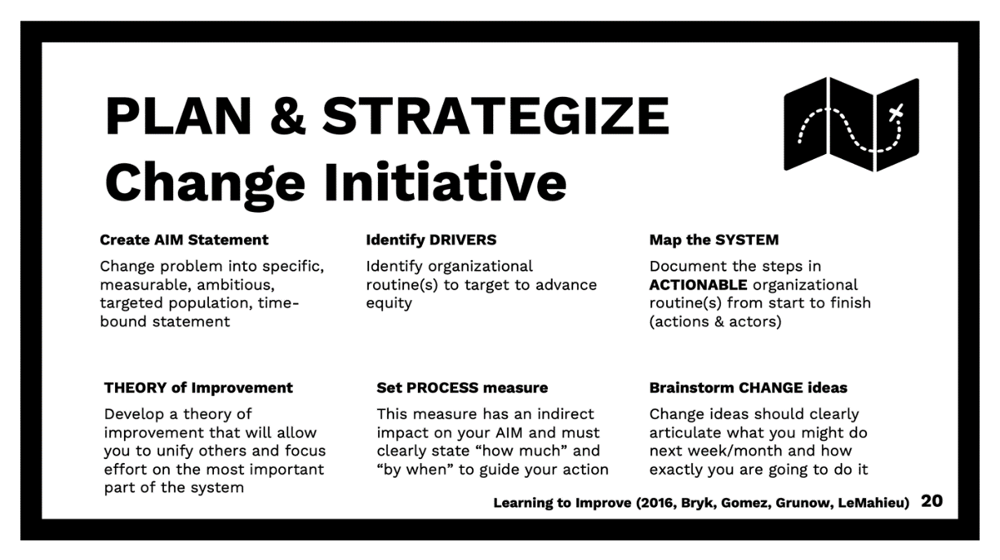 PLAN & STRATEGIZE
Change Initiative
Create AIM Statement
Change problem into specific,
measurable, ambitious,
targeted population, time-
bound statement
Identify DRIVERS
Identify organizational
routine(s) to target to advance
equity
Map the SYSTEM
Document the steps in
ACTIONABLE organizational
routine(s) from start to finish
(actions & actors)
THEORY of Improvement
Develop a theory of
improvement that will allow
you to unify others and focus
effort on the most important
part of the system
Set PROCESS measure
This measure has an indirect
impact on your AIM and must
clearly state “how much” and
“by when” to guide your action
Brainstorm CHANGE ideas
Change ideas should clearly
articulate what you might do
next week/month and how
exactly you are going to do it
Learning to Improve (2016, Bryk, Gomez, Grunow, LeMahieu) 20